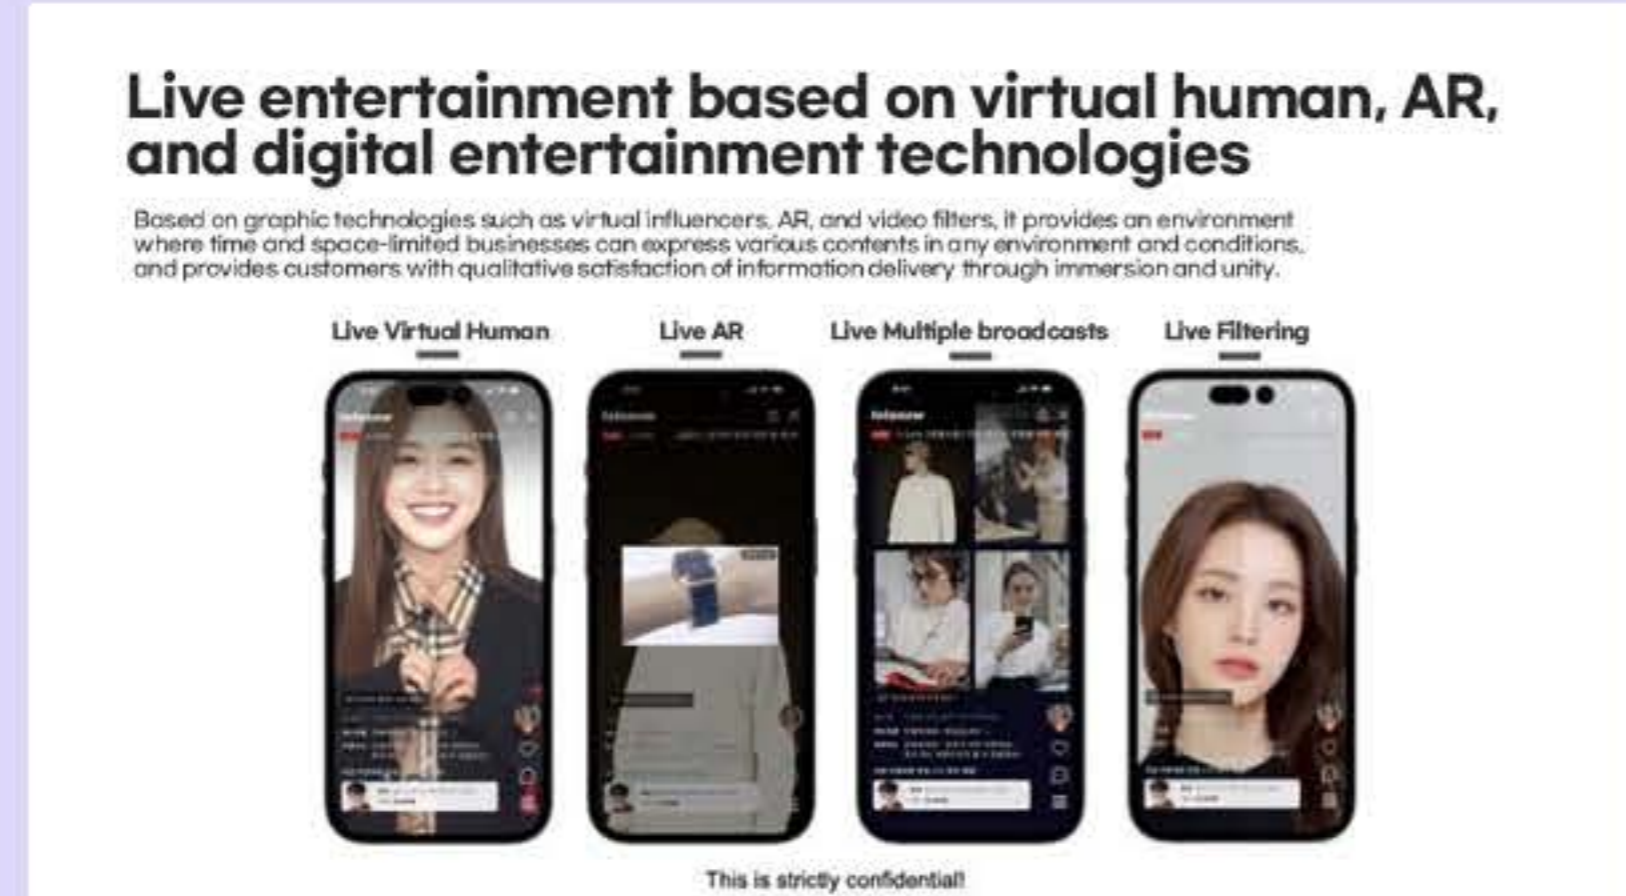 Live entertainment based on virtual human, AR,
and digital entertainment technologies
Based on graphic technologies such as virtual influencers, AR, and video filters, it provides an environment
where time and space-limited businesses can express various contents in any environment and conditions,
and provides customers with qualitative satisfaction of information delivery through immersion and unity.
Live Virtual Human
Live AR
Live Multiple broadcasts
Live Filtering
This is strictly confidential!